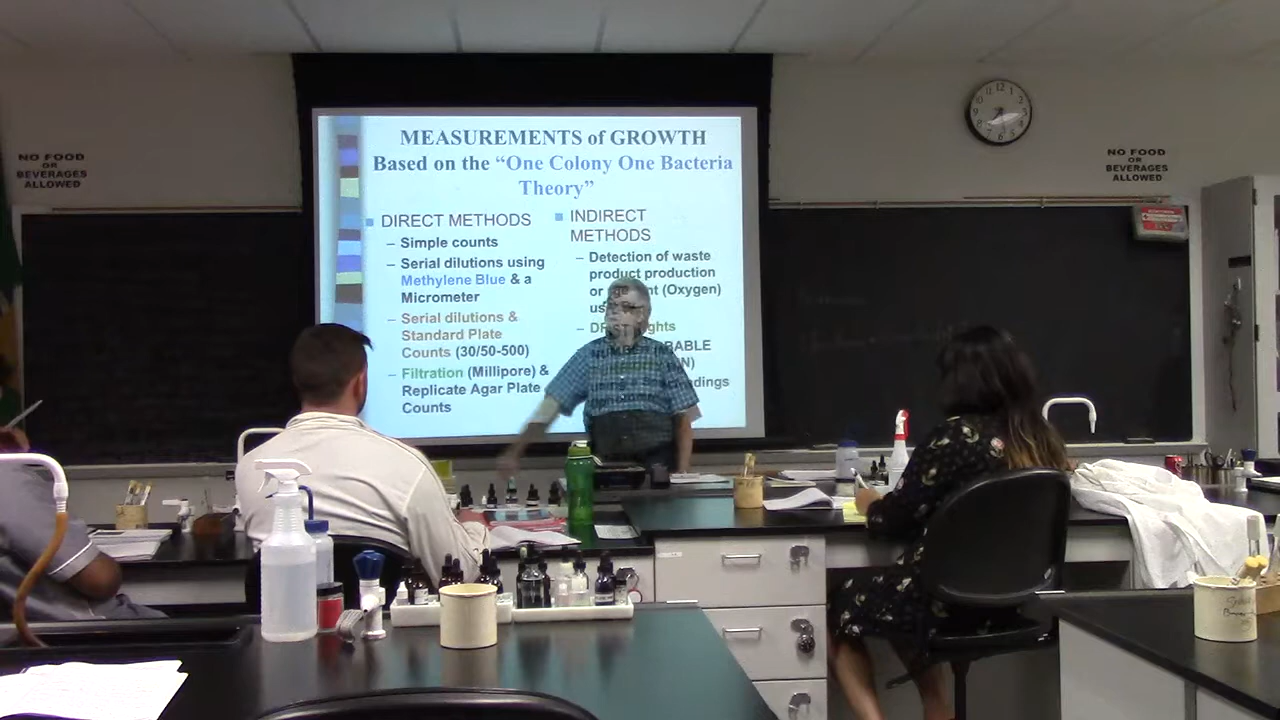 NO FOOD
OR
BEVERAGES
ALLOWED
MEASUREMENTS of GROWTH
Based on the “One Colony One Bacteria
Theory”
DIRECT METHODS
– Simple counts
– Serial dilutions using
Methylene Blue & a
Micrometer
– Serial dilutions &
Standard Plate
Counts (30/50-500)
– Filtration (Millipore) &
Replicate Agar Plate
Counts
INDIRECT
METHODS
– Detection of waste
product production
or (Oxygen)
NO FOOD
OR
BEVERAGES
ALLOWED